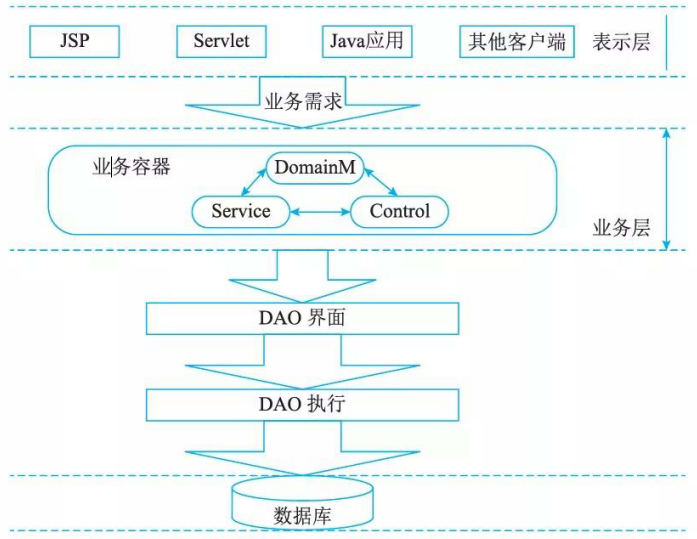 JSP Servlet Java应用 其他客户端 表示层
业务需求
业务容器 DomainM
Service Control
业务层
DAO 界面
DAO 执行
数据库